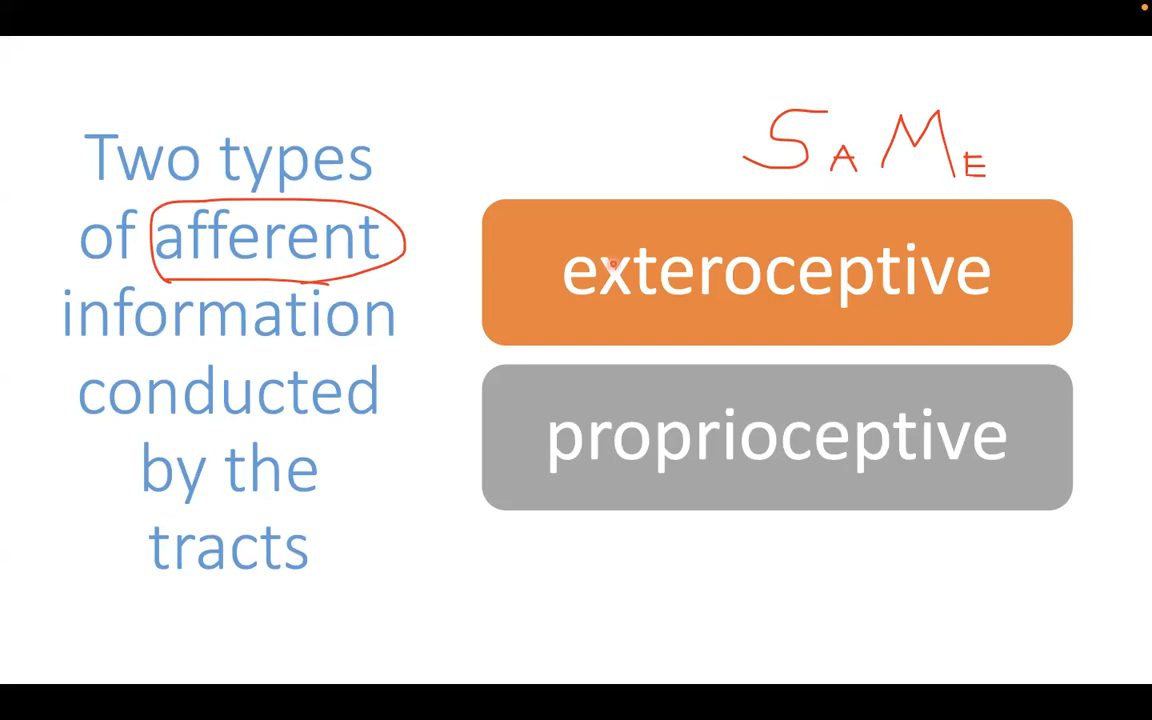 Two types
of afferent
information
conducted
by the
tracts
SAME
exteroceptive
proprioceptive